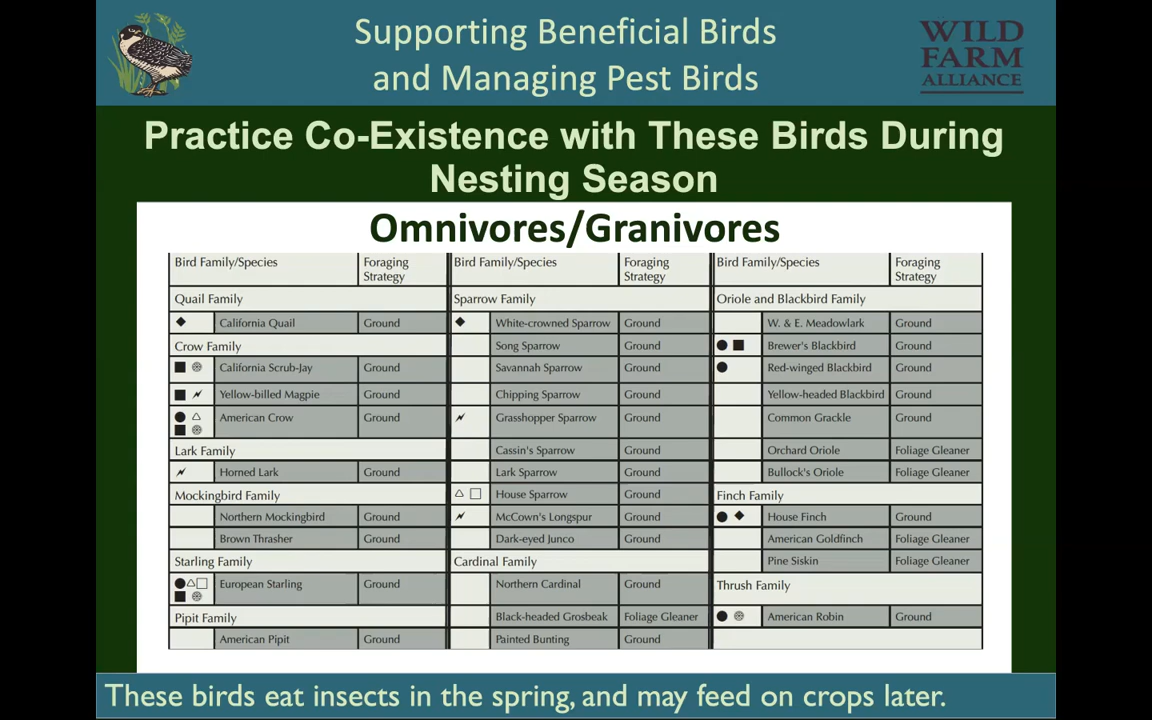 Supporting Beneficial Birds
and Managing Pest Birds
WILD
FARM
ALLIANCE
Practice Co-Existence with These Birds During
Nesting Season
Omnivores/Granivores
Bird Family/Species
Foraging
Strategy
Quail Family
◆ California Quail Ground
Crow Family
California Scrub-Jay Ground
Yellow-billed Magpie Ground
American Crow Ground
Lark Family
Horned Lark Ground
Mockingbird Family
Northern Mockingbird Ground
Brown Thrasher Ground
Starling Family
European Starling Ground
Pipit Family
American Pipit Ground
Bird Family/Species
Foraging
Strategy
Sparrow Family
White-crowned Sparrow Ground
Song Sparrow Ground
Savannah Sparrow Ground
Chipping Sparrow Ground
Grasshopper Sparrow Ground
Cassin's Sparrow Ground
Lark Sparrow Ground
House Sparrow Ground
McCown's Longspur Ground
Dark-eyed Junco Ground
Cardinal Family
Northern Cardinal Ground
Black-headed Grosbeak Foliage Gleaner
Painted Bunting Ground
Bird Family/Species
Foraging
Strategy
Oriole and Blackbird Family
W. & E. Meadowlark Ground
Brewer's Blackbird Ground
Red-winged Blackbird Ground
Yellow-headed Blackbird Ground
Common Grackle Ground
Orchard Oriole Foliage Gleaner
Bullock's Oriole Foliage Gleaner
Finch Family
House Finch Ground
American Goldfinch Foliage Gleaner
Pine Siskin Foliage Gleaner
Thrush Family
American Robin Ground
These birds eat insects in the spring, and may feed on crops later.